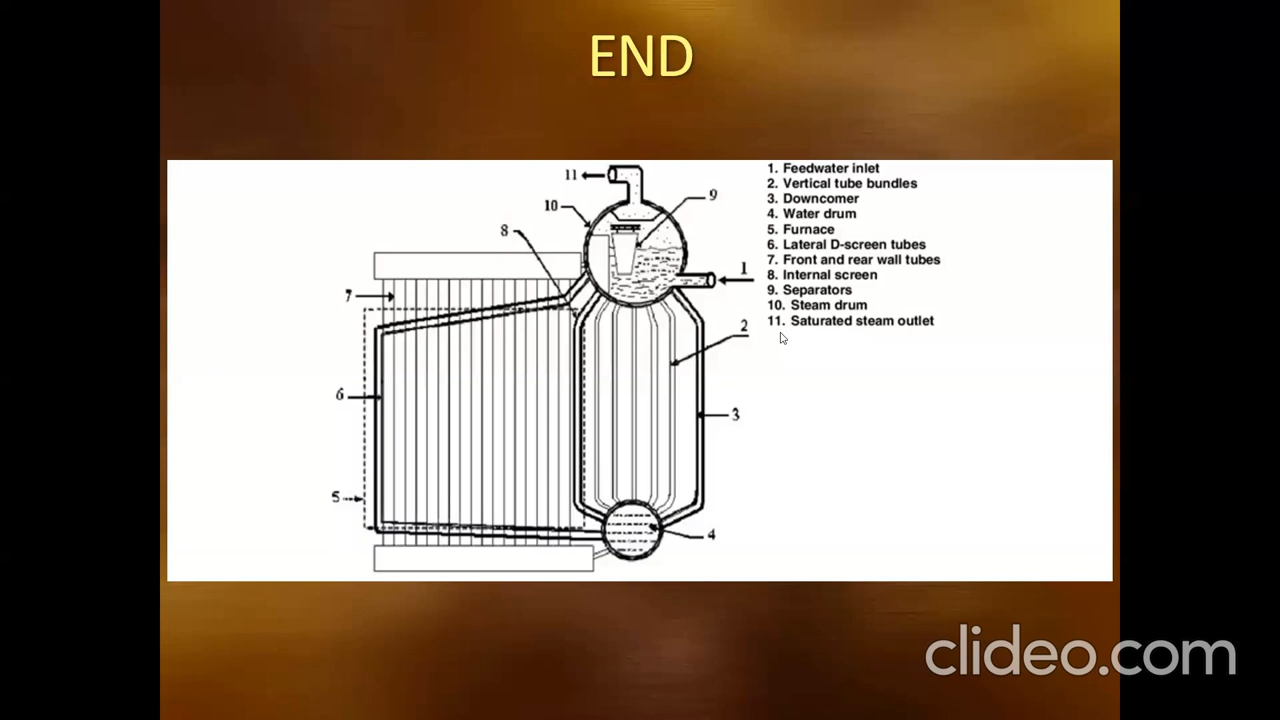 END
11
10
9
8
1
7
2
6
3
5
4
1. Feedwater inlet
2. Vertical tube bundles
3. Downcomer
4. Water drum
5. Furnace
6. Lateral D-screen tubes
7. Front and rear wall tubes
8. Internal screen
9. Separators
10. Steam drum
11. Saturated steam outlet
clideo.com